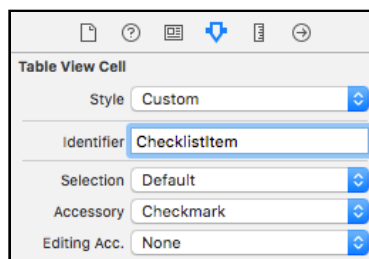 Table View Cell
Style Custom
Identifier ChecklistItem
Selection Default
Accessory Checkmark
Editing Acc. None